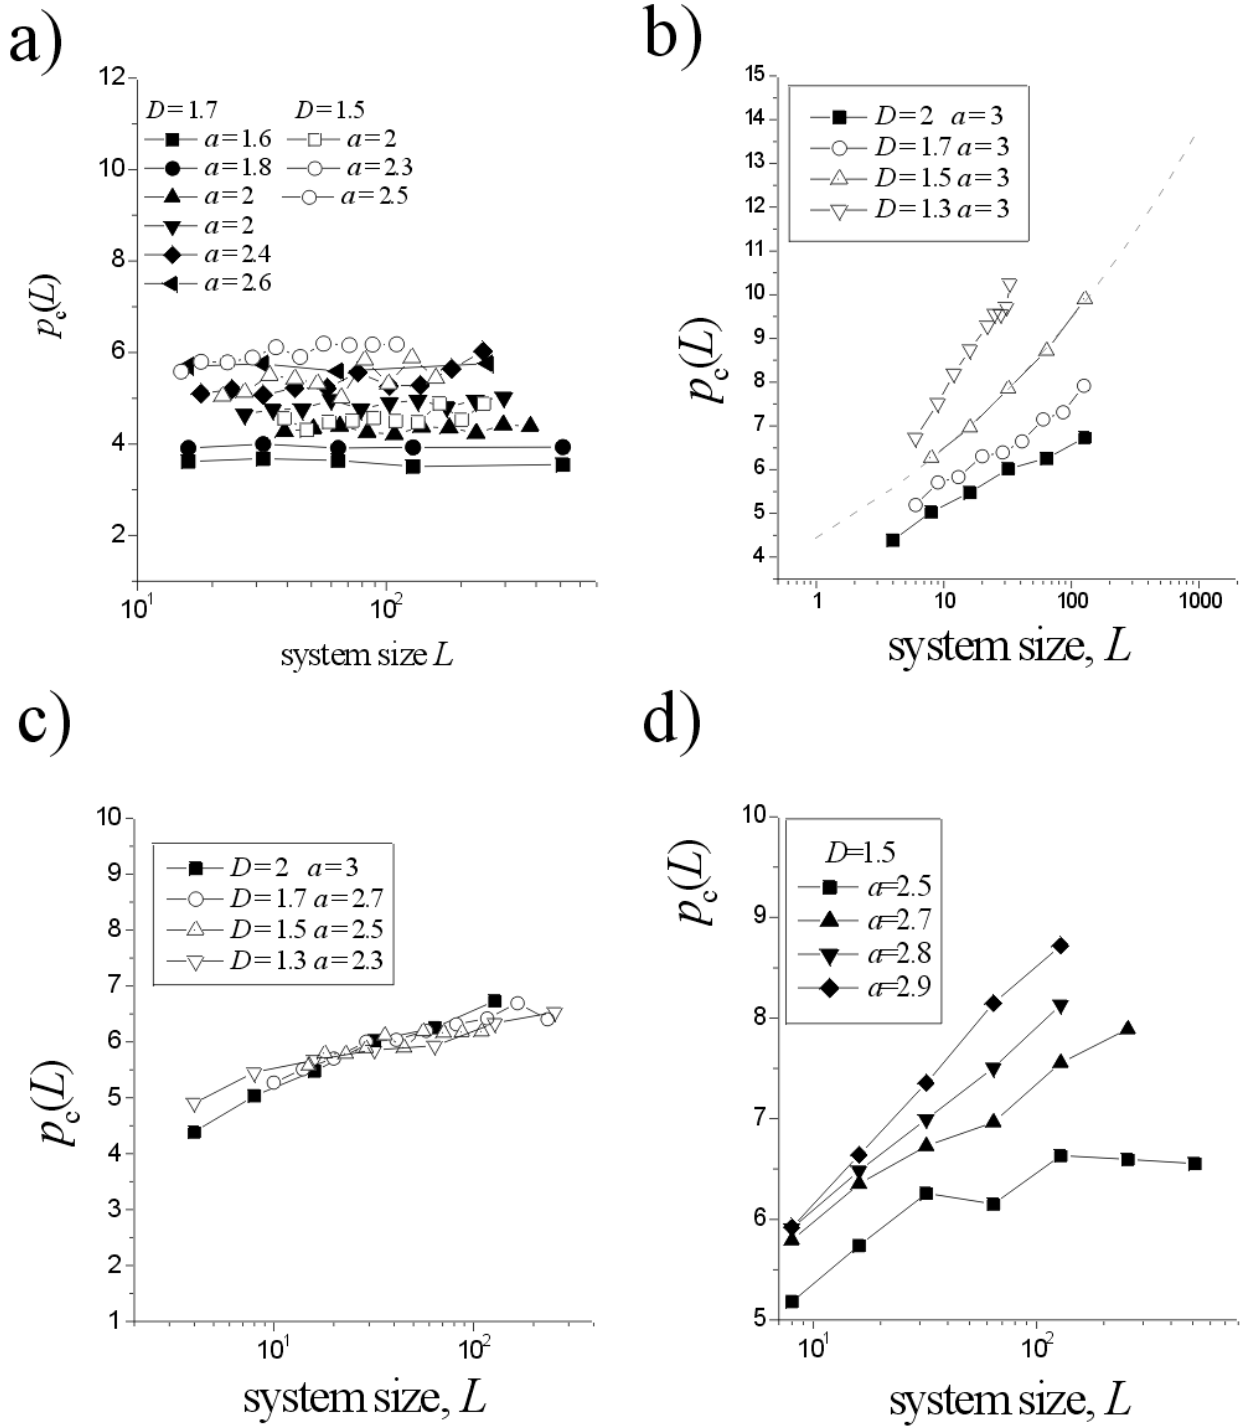 a)
12
10
8
6
4
2
p_c(L)
D=1.7 D=1.5
a=1.6 a=2
a=1.8 a=2.3
a=2 a=2.5
a=2
a=2.4
a=2.6
10^1 10^2
system size L
b)
15
14
13
12
11
10
9
8
7
6
5
4
p_c(L)
D=2 a=3
D=1.7 a=3
D=1.5 a=3
D=1.3 a=3
1 10 100 1000
system size, L
c)
10
9
8
7
6
5
4
3
2
1
p_c(L)
D=2 a=3
D=1.7 a=2.7
D=1.5 a=2.5
D=1.3 a=2.3
10^1 10^2
system size, L
d)
10
9
8
7
6
5
p_c(L)
D=1.5
a=2.5
a=2.7
a=2.8
a=2.9
10^1 10^2
system size, L